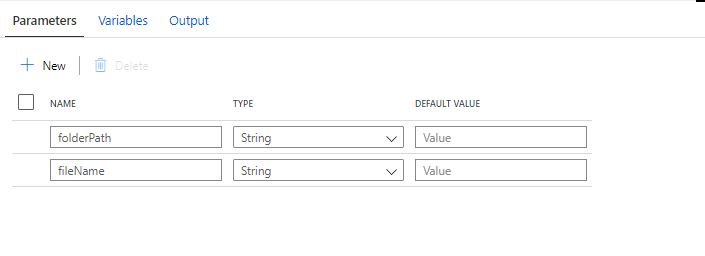 Parameters Variables Output
New Delete
NAME TYPE DEFAULT VALUE
folderPath String Value
fileName String Value